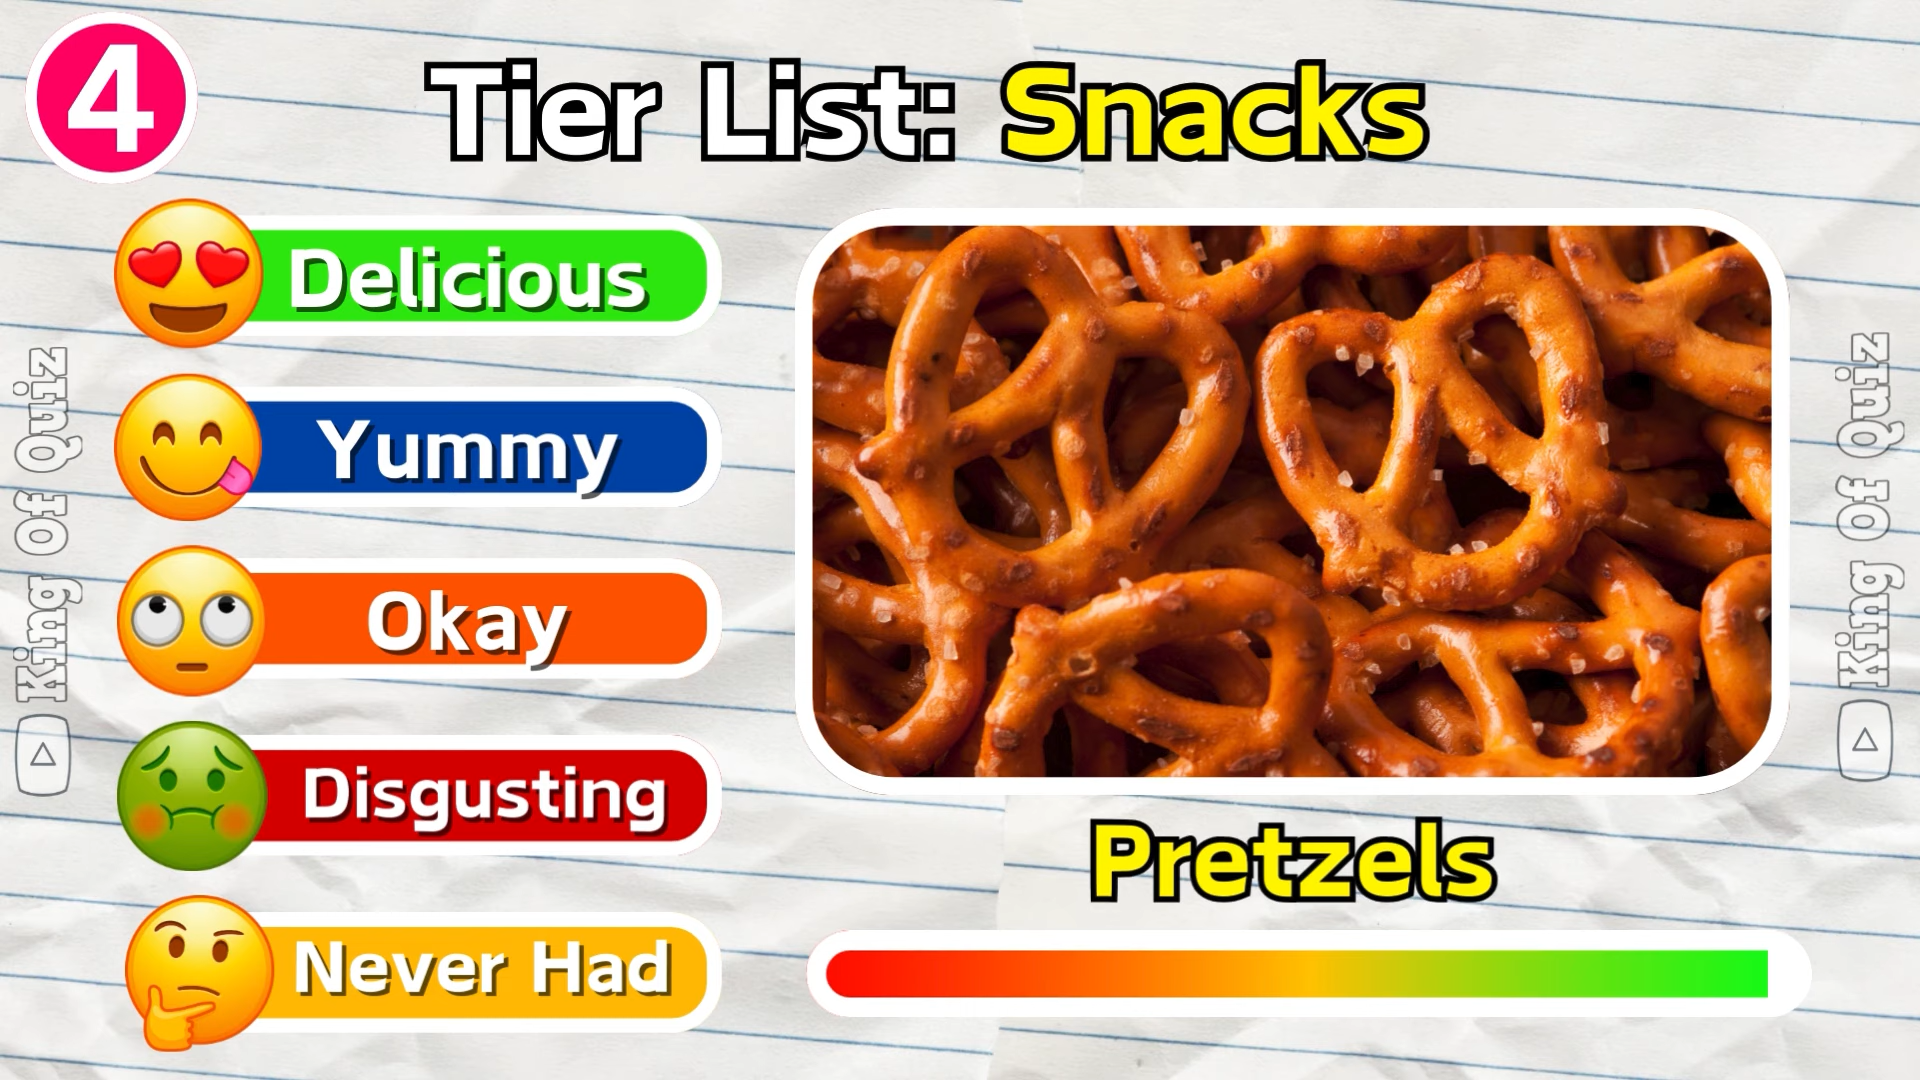 4
Tier List: Snacks
Delicious
Yummy
Okay
Disgusting
Never Had
Pretzels
King Of Quiz
King Of Quiz